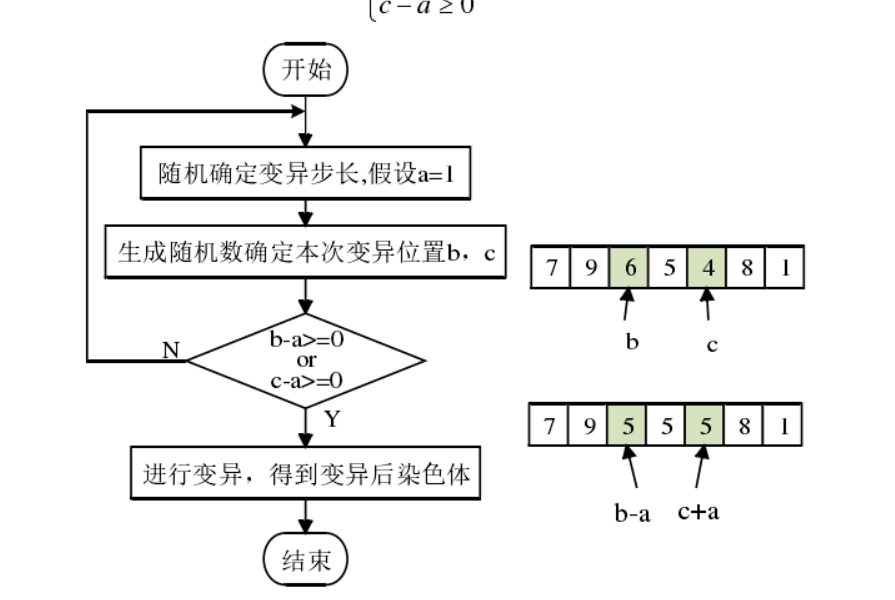 c − a ≥ 0
开始
随机确定变异步长,假设a=1
生成随机数确定本次变异位置b，c
b-a>=0
or
c-a>=0
N
Y
进行变异，得到变异后染色体
结束
7 9 6 5 4 8 1
b c
7 9 5 5 5 8 1
b-a c+a